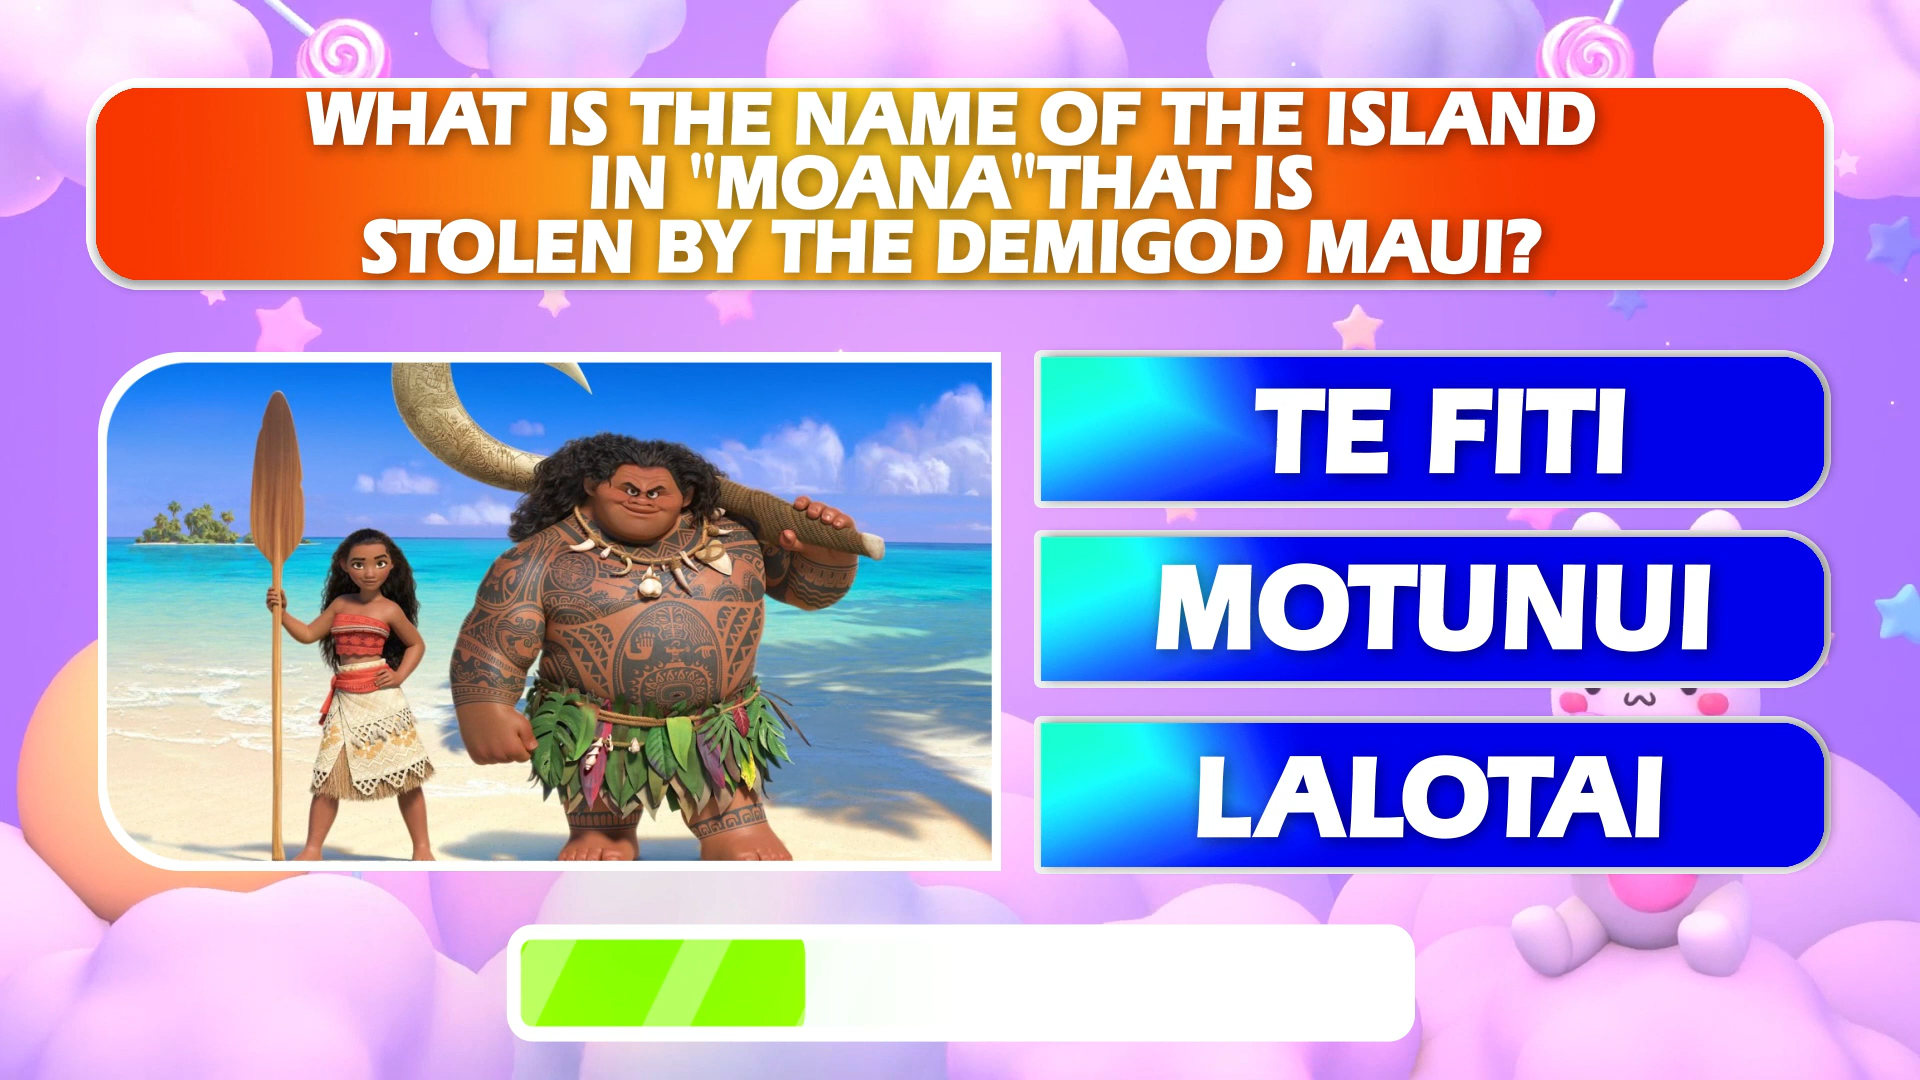 WHAT IS THE NAME OF THE ISLAND
IN "MOANA"THAT IS
STOLEN BY THE DEMIGOD MAUI?
TE FITI
MOTUNUI
LALOTAI